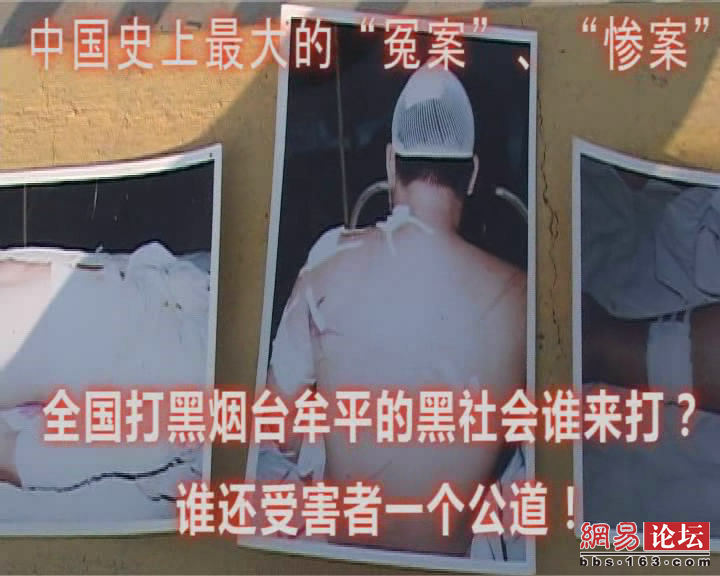 中国史上最大的“冤案”、“惨案”
全国打黑烟台牟平的黑社会谁来打？
谁还受害者一个公道！
網易 论坛
bbs·163.com